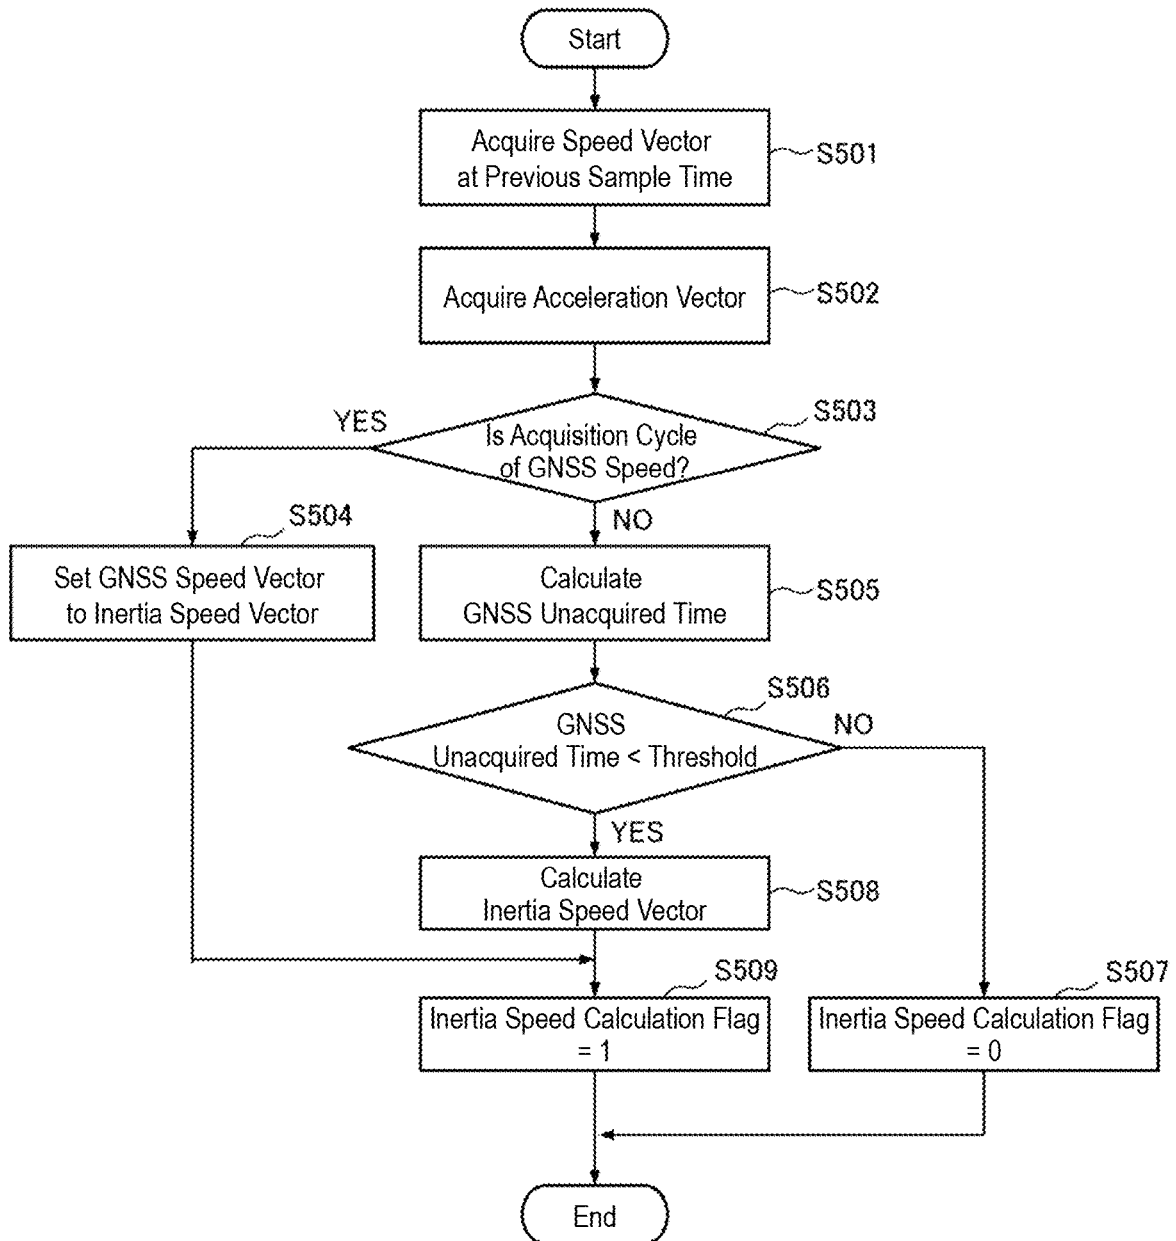 Start
Acquire Speed Vector
at Previous Sample Time
S501
Acquire Acceleration Vector
S502
S503
YES
Is Acquisition Cycle
of GNSS Speed?
NO
S504
Set GNSS Speed Vector
to Inertia Speed Vector
Calculate
GNSS Unacquired Time
S505
S506
GNSS
Unacquired Time < Threshold
NO
YES
Calculate
Inertia Speed Vector
S508
S509
Inertia Speed Calculation Flag
= 1
S507
Inertia Speed Calculation Flag
= 0
End